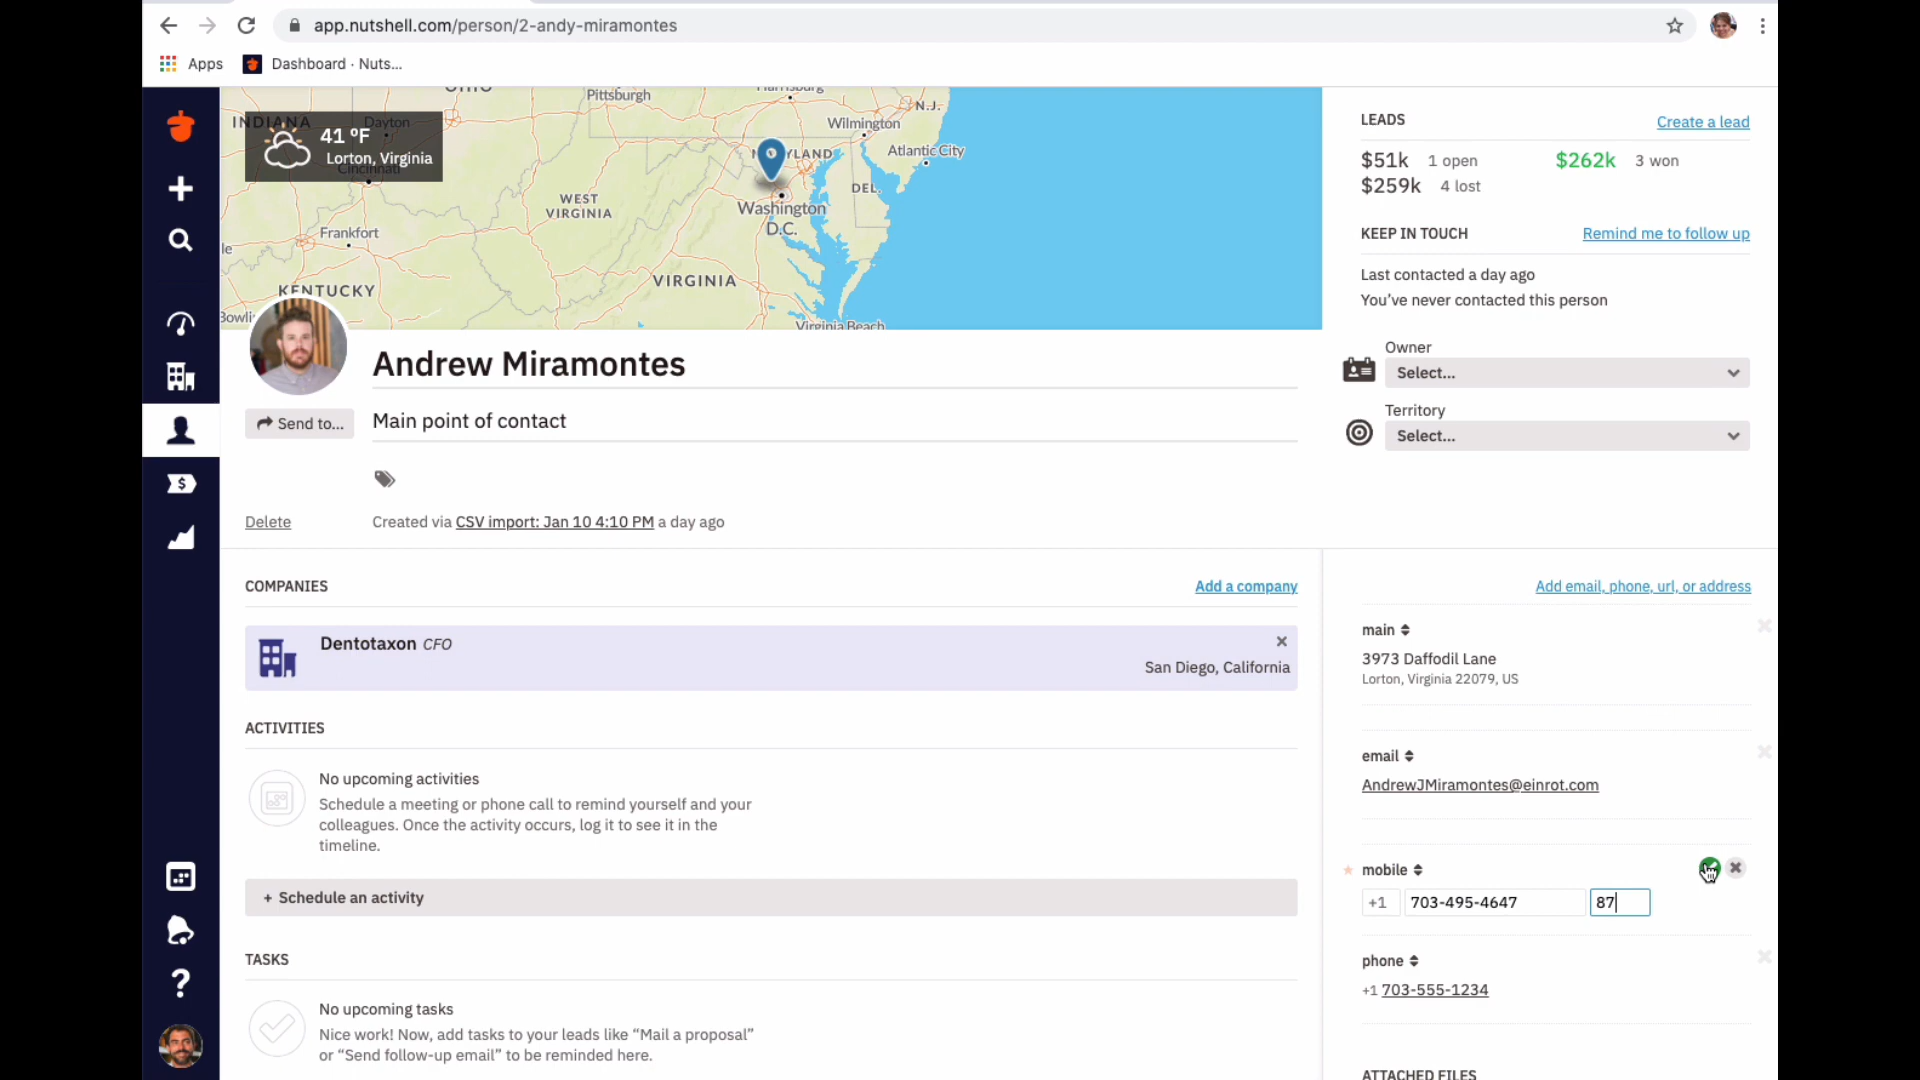 app.nutshell.com/person/2-andy-miramontes
Apps
Dashboard · Nuts...
Pittsburgh
N.J.
INDIANA
Dayton
Wilmington
41 °F
Lorton, Virginia
Cincinnati
Atlantic City
WEST
VIRGINIA
DEL.
Washington
D.C.
Frankfort
VIRGINIA
KENTUCKY
Virginia Beach
LEADS
Create a lead
$51k 1 open
$262k 3 won
$259k 4 lost
KEEP IN TOUCH
Remind me to follow up
Last contacted a day ago
You’ve never contacted this person
Owner
Select...
Territory
Select...
Andrew Miramontes
Send to...
Main point of contact
Delete
Created via CSV import: Jan 10 4:10 PM a day ago
COMPANIES
Add a company
Dentotaxon CFO
San Diego, California
ACTIVITIES
No upcoming activities
Schedule a meeting or phone call to remind yourself and your
colleagues. Once the activity occurs, log it to see it in the
timeline.
+ Schedule an activity
TASKS
No upcoming tasks
Nice work! Now, add tasks to your leads like “Mail a proposal”
or “Send follow-up email” to be reminded here.
Add email, phone, url, or address
main
3973 Daffodil Lane
Lorton, Virginia 22079, US
email
AndrewJMiramontes@einrot.com
mobile
+1 703-495-4647 87
phone
+1 703-555-1234
ATTACHED FILES